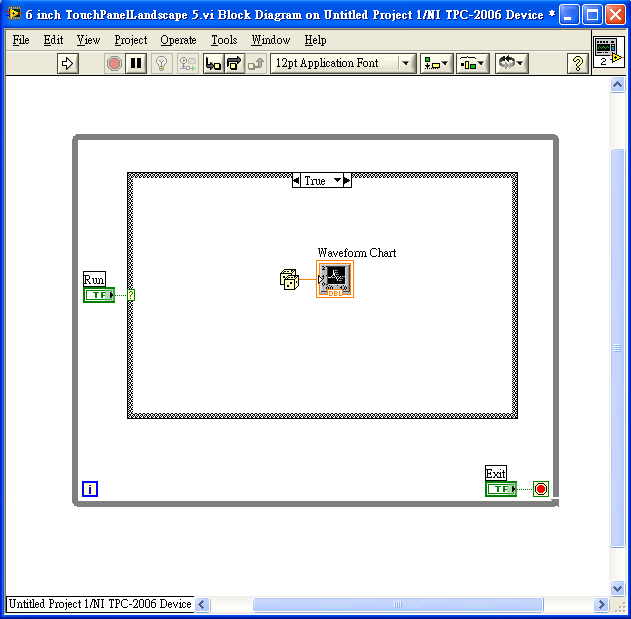 6 inch TouchPanelLandscape 5.vi Block Diagram on Untitled Project 1/NI TPC-2006 Device *
File Edit View Project Operate Tools Window Help
12pt Application Font
?
2
True
Waveform Chart
DBL
Run
TF
?
Exit
TF
i
Untitled Project 1/NI TPC-2006 Device